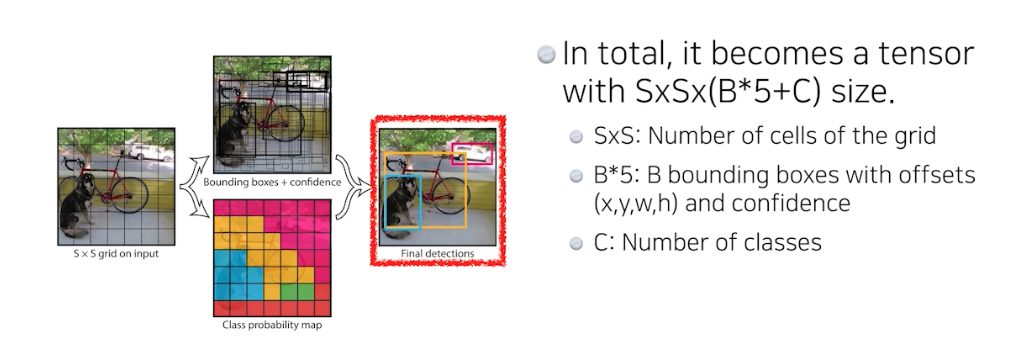 In total, it becomes a tensor
with SxSx(B*5+C) size.
SxS: Number of cells of the grid
B*5: B bounding boxes with offsets
(x,y,w,h) and confidence
C: Number of classes
S × S grid on input
Bounding boxes + confidence
Class probability map
Final detections